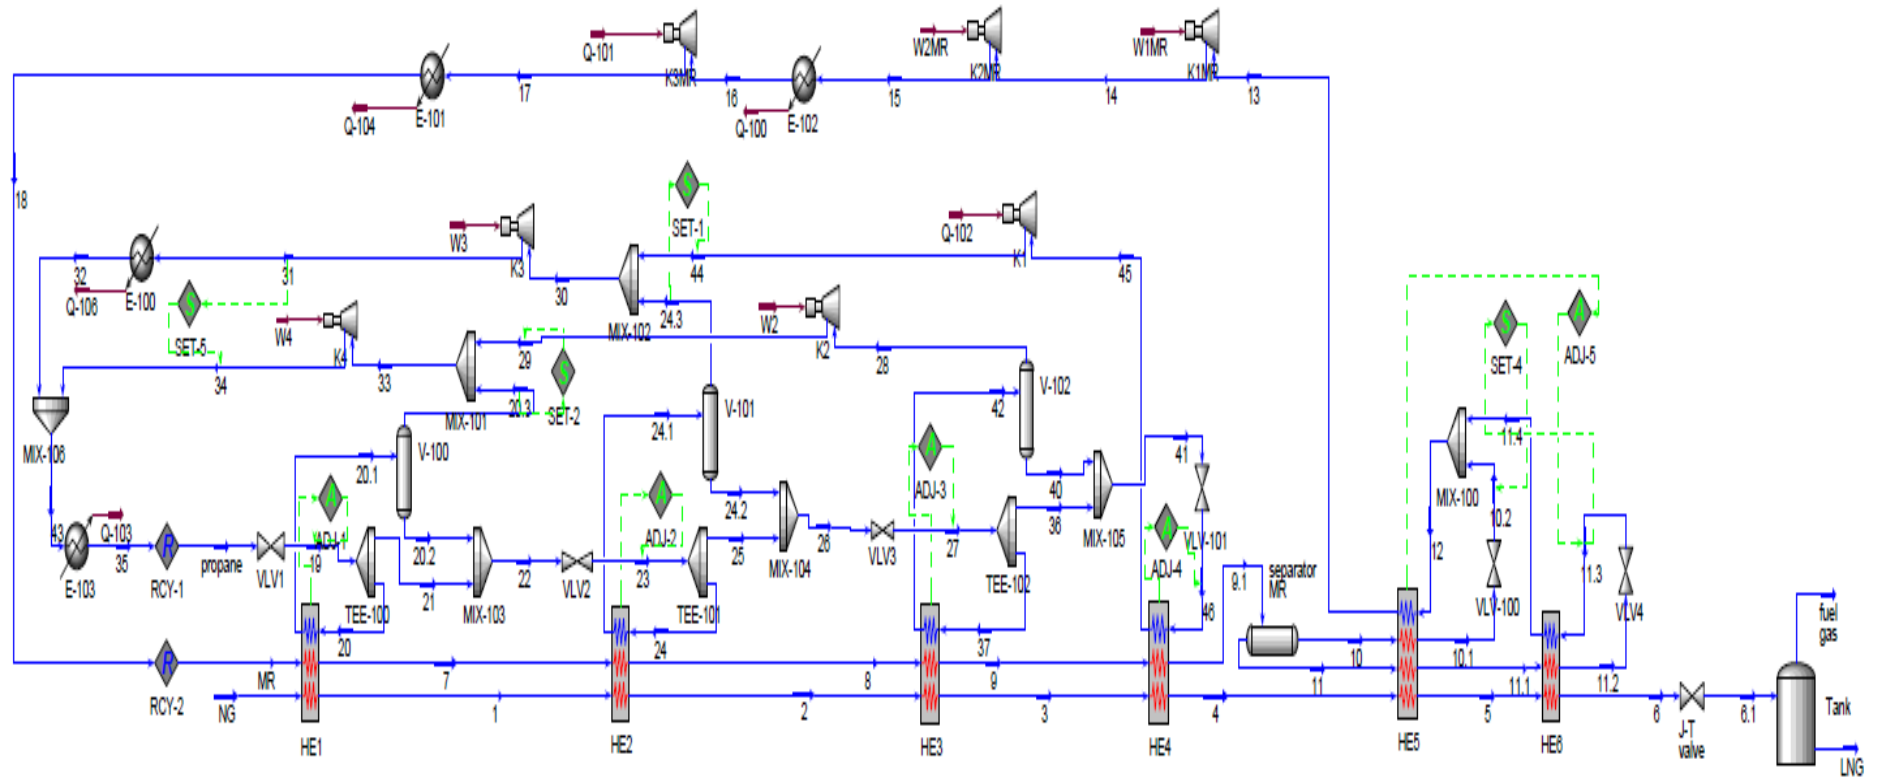 Q-101
K3MR
W2MR
K2MR
W1MR
K1MR
E-101
Q-104
17
16
E-102
Q-100
15
14
13
18
S
SET-1
W3
K3
Q-102
K1
32
Q-106
E-100
31
S
SET-5
30
MIX-102
44
24.3
45
W4
K4
34
33
MIX-101
29
20.3
S
SET-2
W2
K2
28
S
SET-4
A
ADJ-5
MIX-106
V-100
20.1
V-101
24.1
V-102
42
A
ADJ-3
41
40
36
MIX-105
MIX-100
11.4
10.2
12
11.3
43
Q-103
E-103
35
R
RCY-1
propane
VLV1
A
ADJ-1
19
TEE-100
20.2
21
MIX-103
22
VLV2
A
ADJ-2
23
TEE-101
24.2
25
MIX-104
26
VLV3
27
TEE-102
A
ADJ-4
VLV-101
46
9.1
separator
MR
VLV-100
VLV4
fuel
gas
R
RCY-2
MR
20
7
24
8
37
9
10
10.1
11
11.1
11.2
NG
1
2
3
4
5
6
6.1
Tank
HE1
HE2
HE3
HE4
HE5
HE6
J-T
valve
LNG